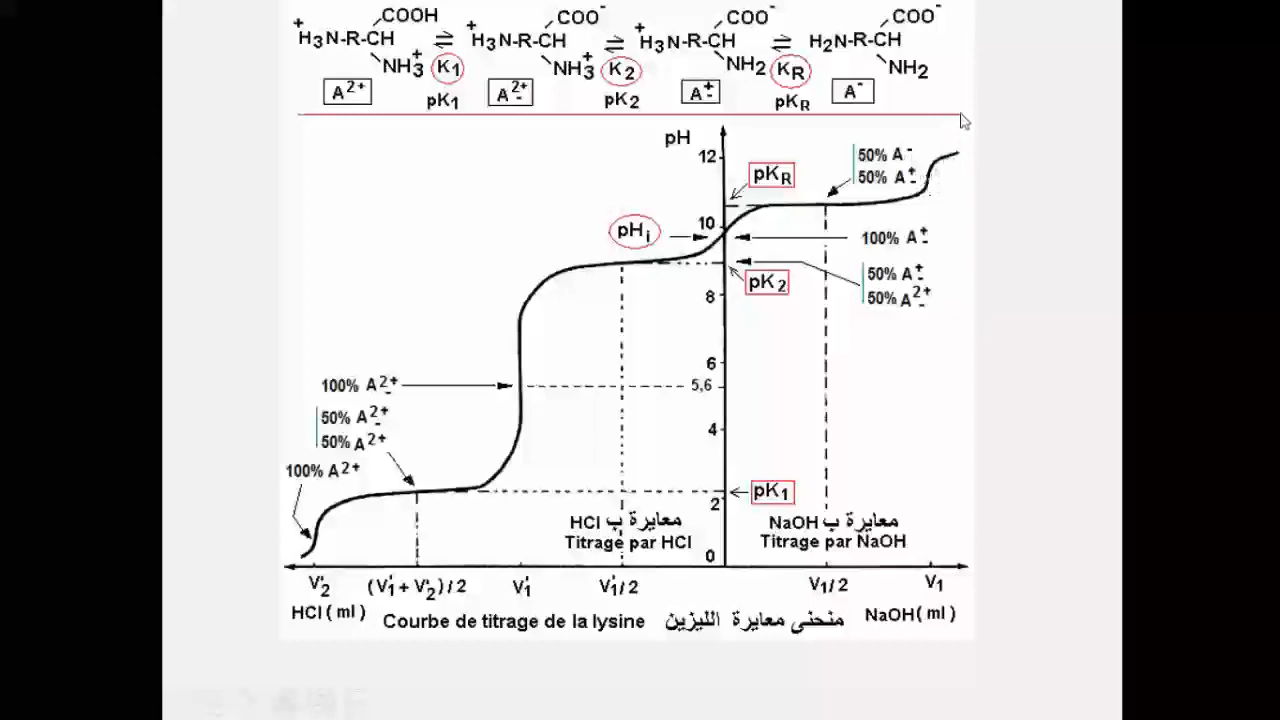 COOH COO⁻ COO⁻ COO⁻
⁺H₃N-R-CH ⇌ ⁺H₃N-R-CH ⇌ ⁺H₃N-R-CH ⇌ H₂N-R-CH
NH₃⁺ K₁ NH₃⁺ K₂ NH₂ K_R NH₂
A²⁺ pK₁ A²⁺₋ pK₂ A⁺₋ pK_R A⁻
pH
12
50% A⁻
50% A⁺₋
pK_R
10
pHᵢ
100% A⁺₋
50% A⁺₋
50% A²⁺₋
pK₂
8
6
100% A²⁺₋
5,6
50% A²⁺₋
50% A²⁺
4
100% A²⁺
pK₁
2
معايرة ب HCl
Titrage par HCl
معايرة ب NaOH
Titrage par NaOH
0
V'₂ (V'₁ + V'₂)/2 V'₁ V'₁/2 V₁/2 V₁
HCl ( ml ) Courbe de titrage de la lysine منحنى معايرة الليزين NaOH( ml )